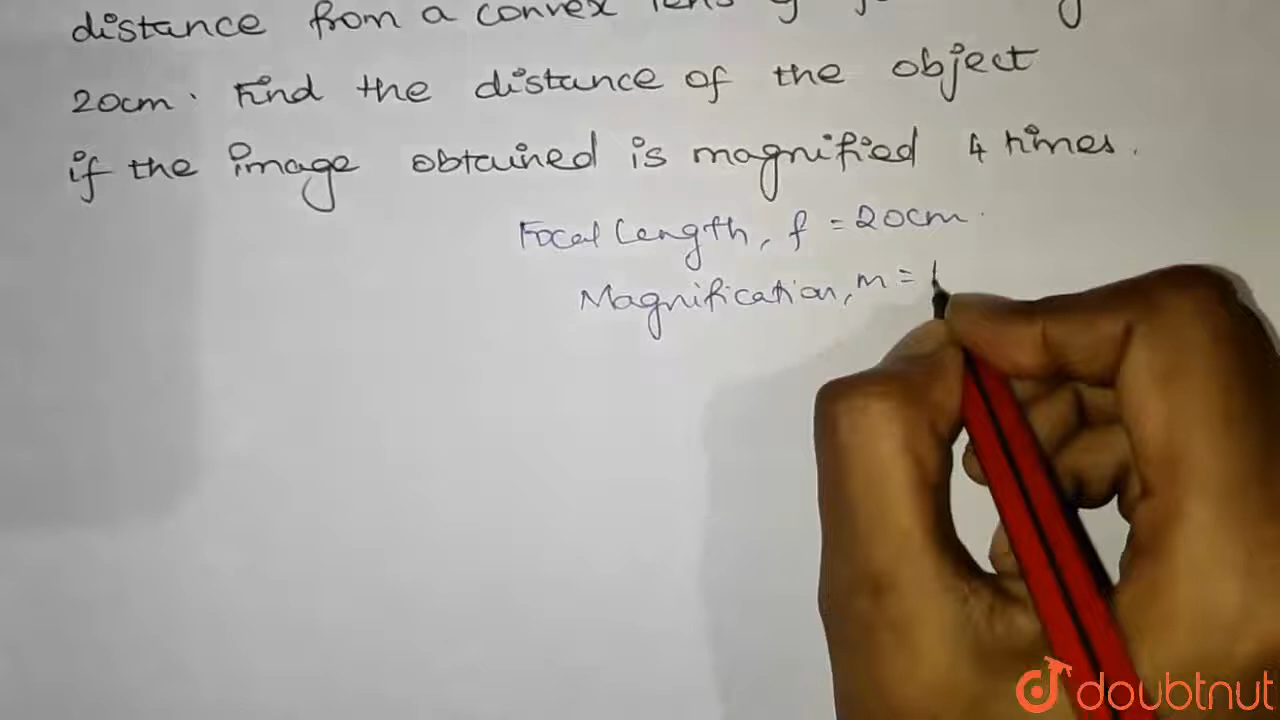 distance from a convex lens
20cm. Find the distance of the object
if the image obtained is magnified 4 times.
Focal length, f = 20cm.
Magnification, m =
doubtnut